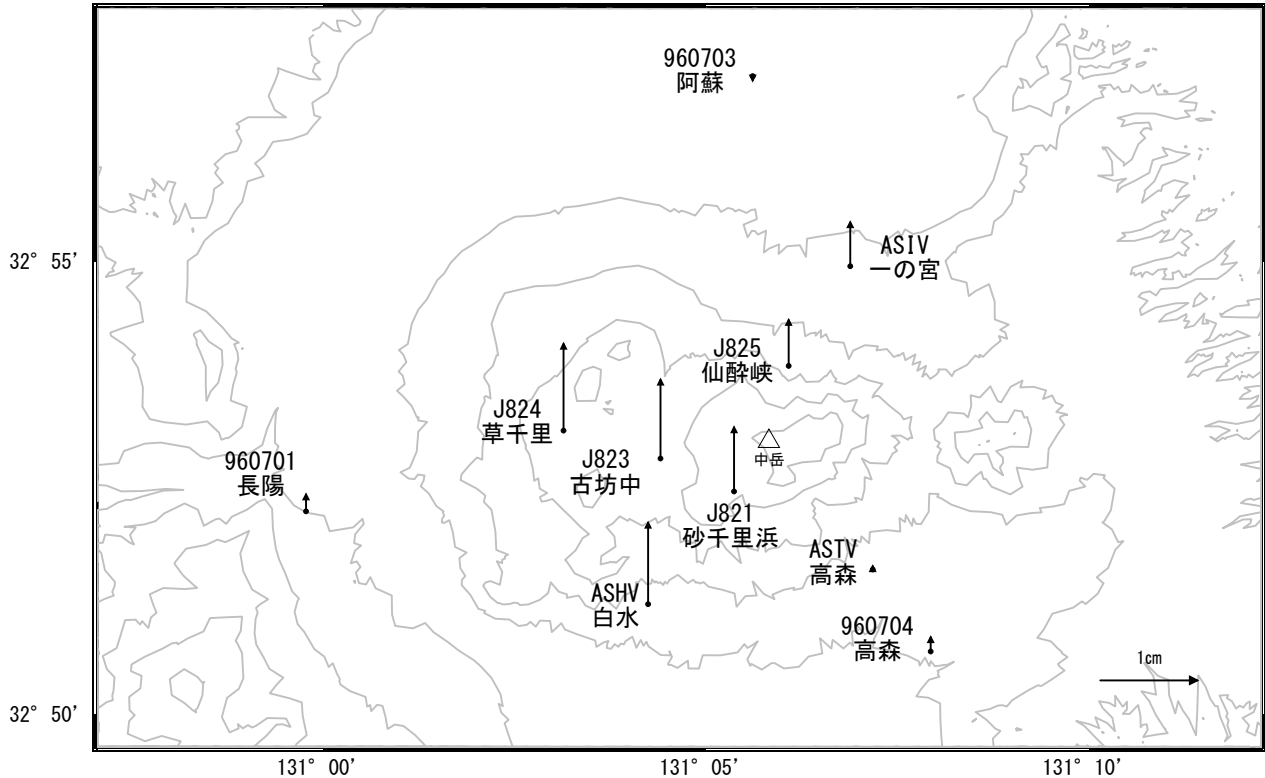 960703
阿蘇
32° 55'
ASIV
一の宮
J825
仙酔峡
J824
草千里
J823
古坊中
中岳
960701
長陽
J821
砂千里浜
ASTV
高森
ASHV
白水
960704
高森
1cm
32° 50'
131° 00'
131° 05'
131° 10'